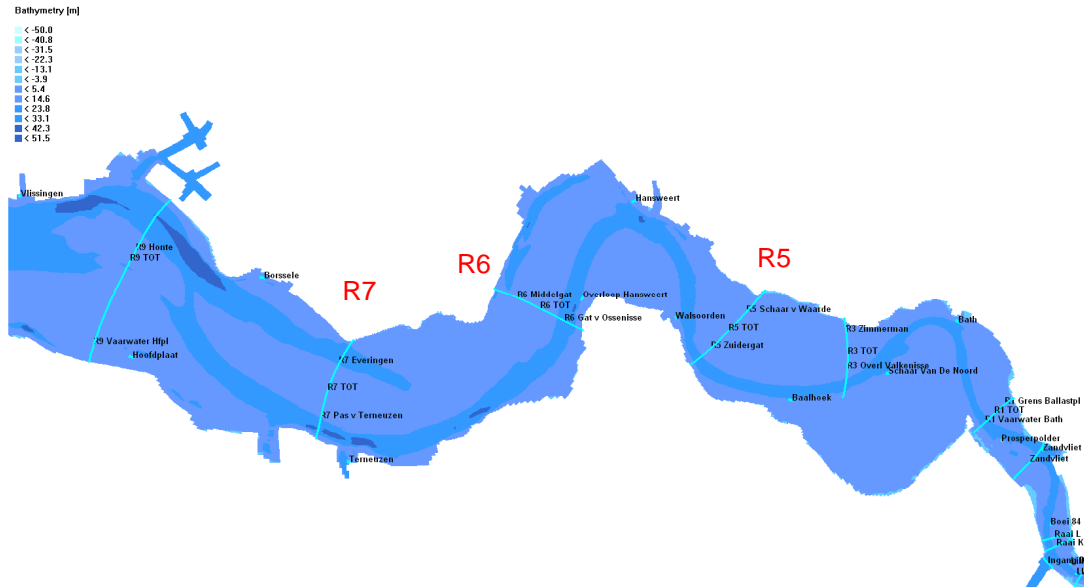 Bathymetry [m]
< -50.0
< -40.8
< -31.5
< -22.3
< -13.1
< -3.9
< 5.4
< 14.6
< 23.8
< 33.1
< 42.3
< 51.5
Vlissingen
Hansweert
R9 Honte
R9 TOT
R6
R5
Borssele
R7
R6 Middelgat
Overloop Hansweert
R6 TOT
R5 Schaar v Waarde
R6 Gat v Ossenisse
Walsoorden
R5 TOT
R3 Zimmerman
Bath
R9 Vaarwater Hfpl
Hoofdplaat
R7 Everingen
R5 Zuidergat
R3 TOT
R3 Overl Valkenisse
Schaar Van De Noord
R7 TOT
Baalhoek
R1 Grens Ballastpl
R1 TOT
R7 Pas v Terneuzen
R1 Vaarwater Bath
Prosperpolder
Zandvliet
Zandvliet
Terneuzen
Boei 84
Raai L
Raai K